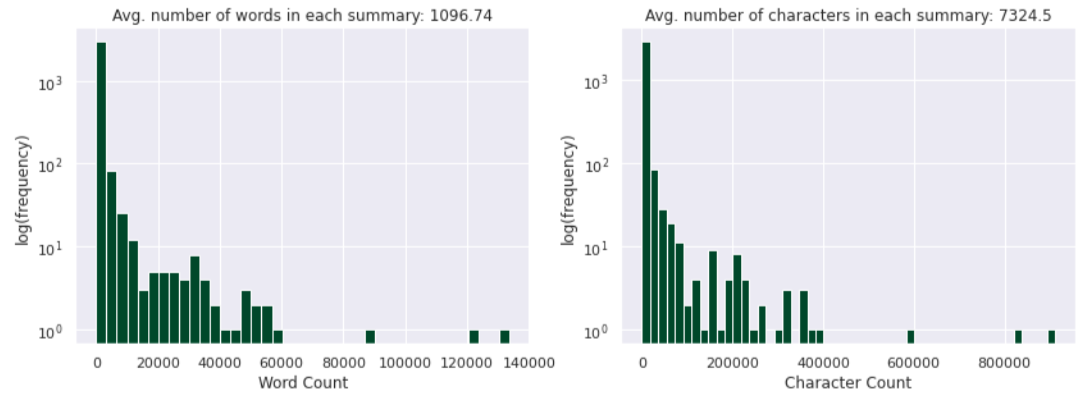 Avg. number of words in each summary: 1096.74
log(frequency)
10³
10²
10¹
10⁰
0 20000 40000 60000 80000 100000 120000 140000
Word Count
Avg. number of characters in each summary: 7324.5
log(frequency)
10³
10²
10¹
10⁰
0 200000 400000 600000 800000
Character Count